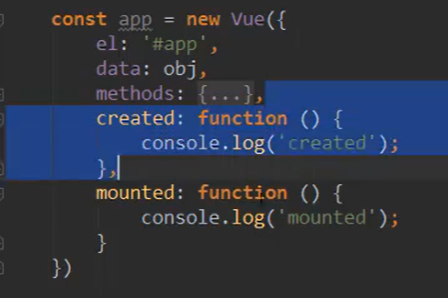 const app = new Vue({
    el: '#app',
    data: obj,
    methods: {...},
    created: function () {
        console.log('created');
    },
    mounted: function () {
        console.log('mounted');
    }
})